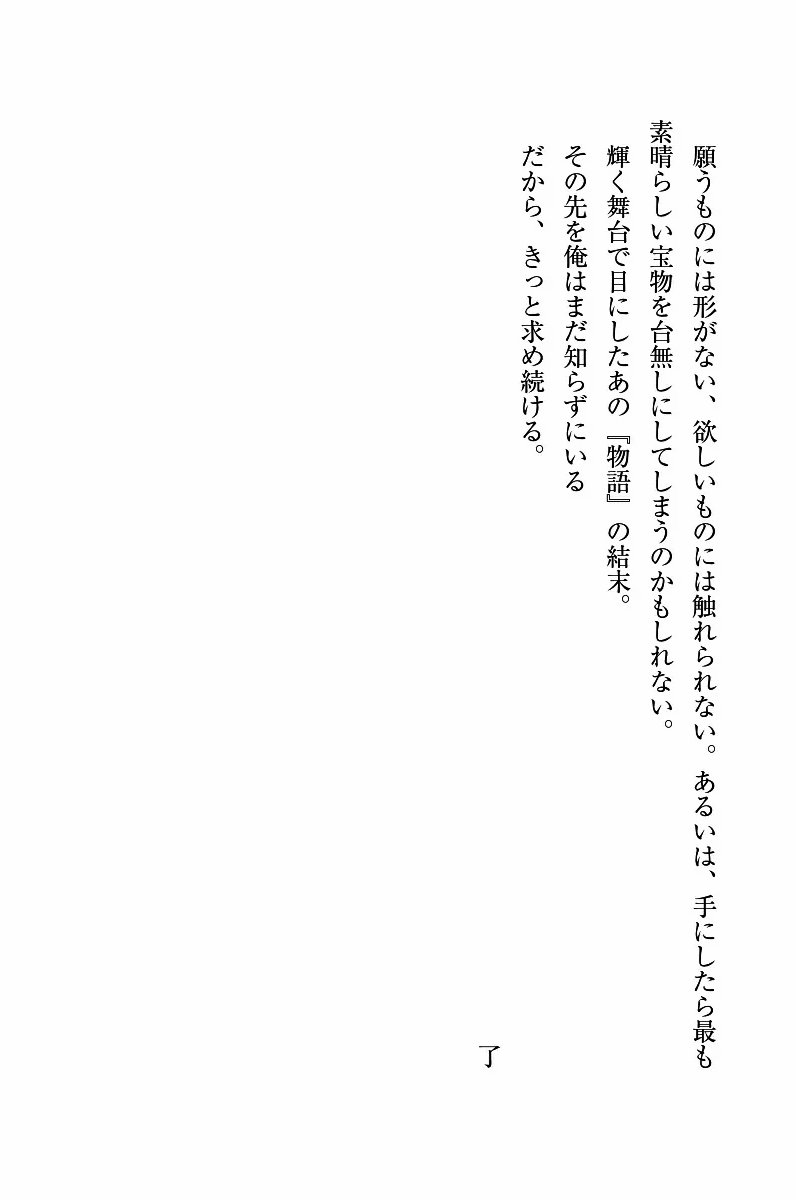 願うものには形がない、欲しいものには触れられない。あるいは、手にしたら最も
素晴らしい宝物を台無しにしてしまうのかもしれない。
輝く舞台で目にしたあの『物語』の結末。
その先を俺はまだ知らずにいる
だから、きっと求め続ける。
了